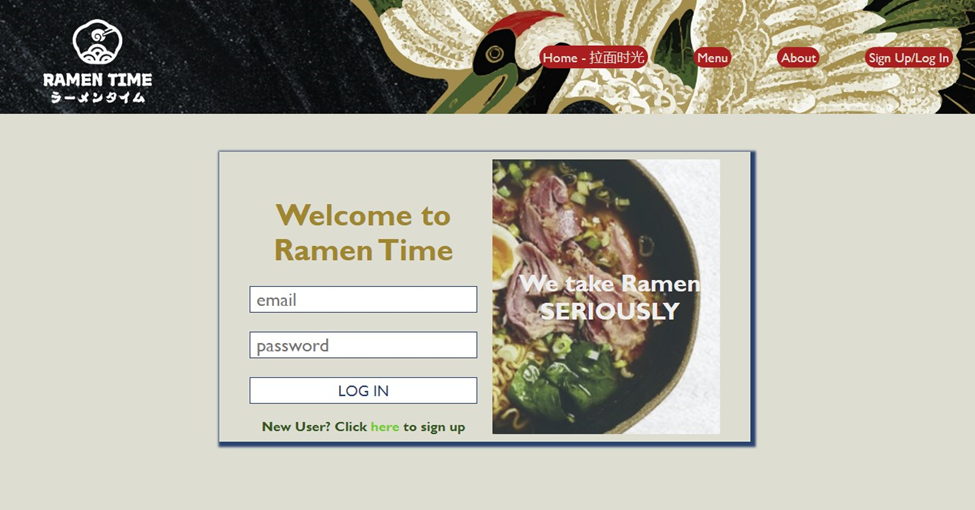 RAMEN TIME
ラーメンタイム
Home - 拉面时光
Menu
About
Sign Up/Log In
Welcome to
Ramen Time
email
password
LOG IN
New User? Click here to sign up
We take Ramen
SERIOUSLY